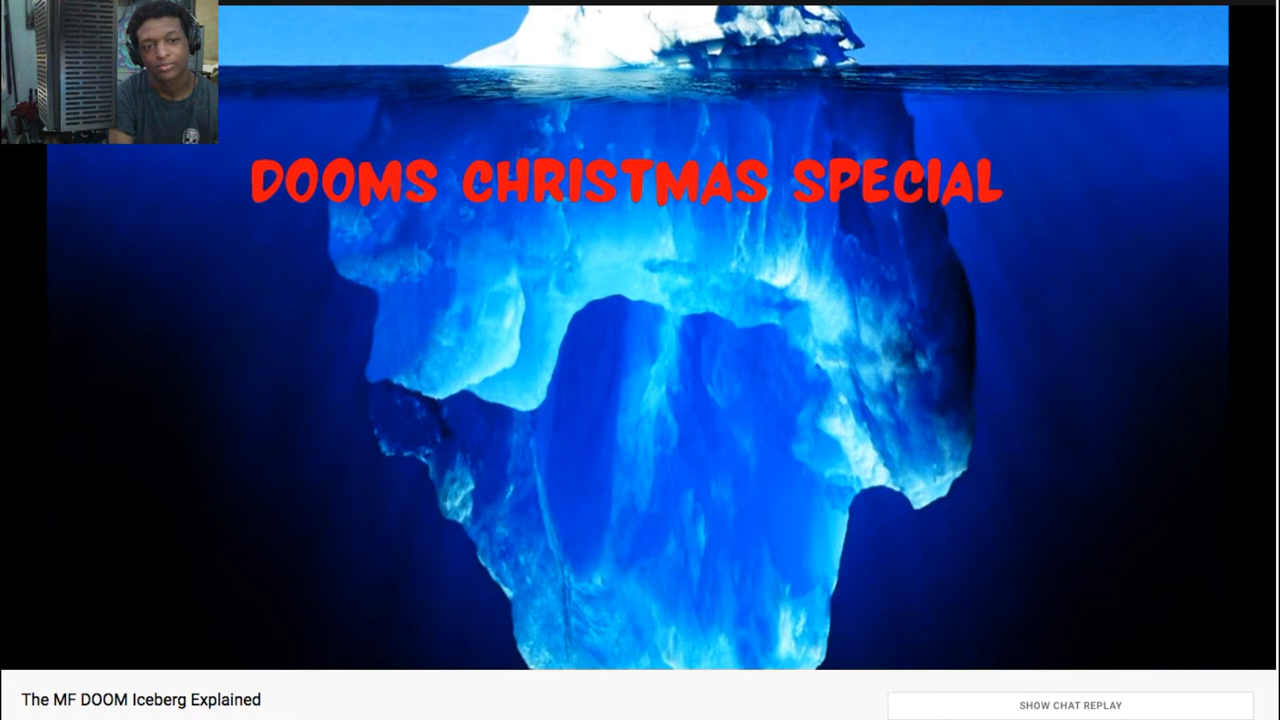 DOOMS CHRISTMAS SPECIAL
The MF DOOM Iceberg Explained
SHOW CHAT REPLAY